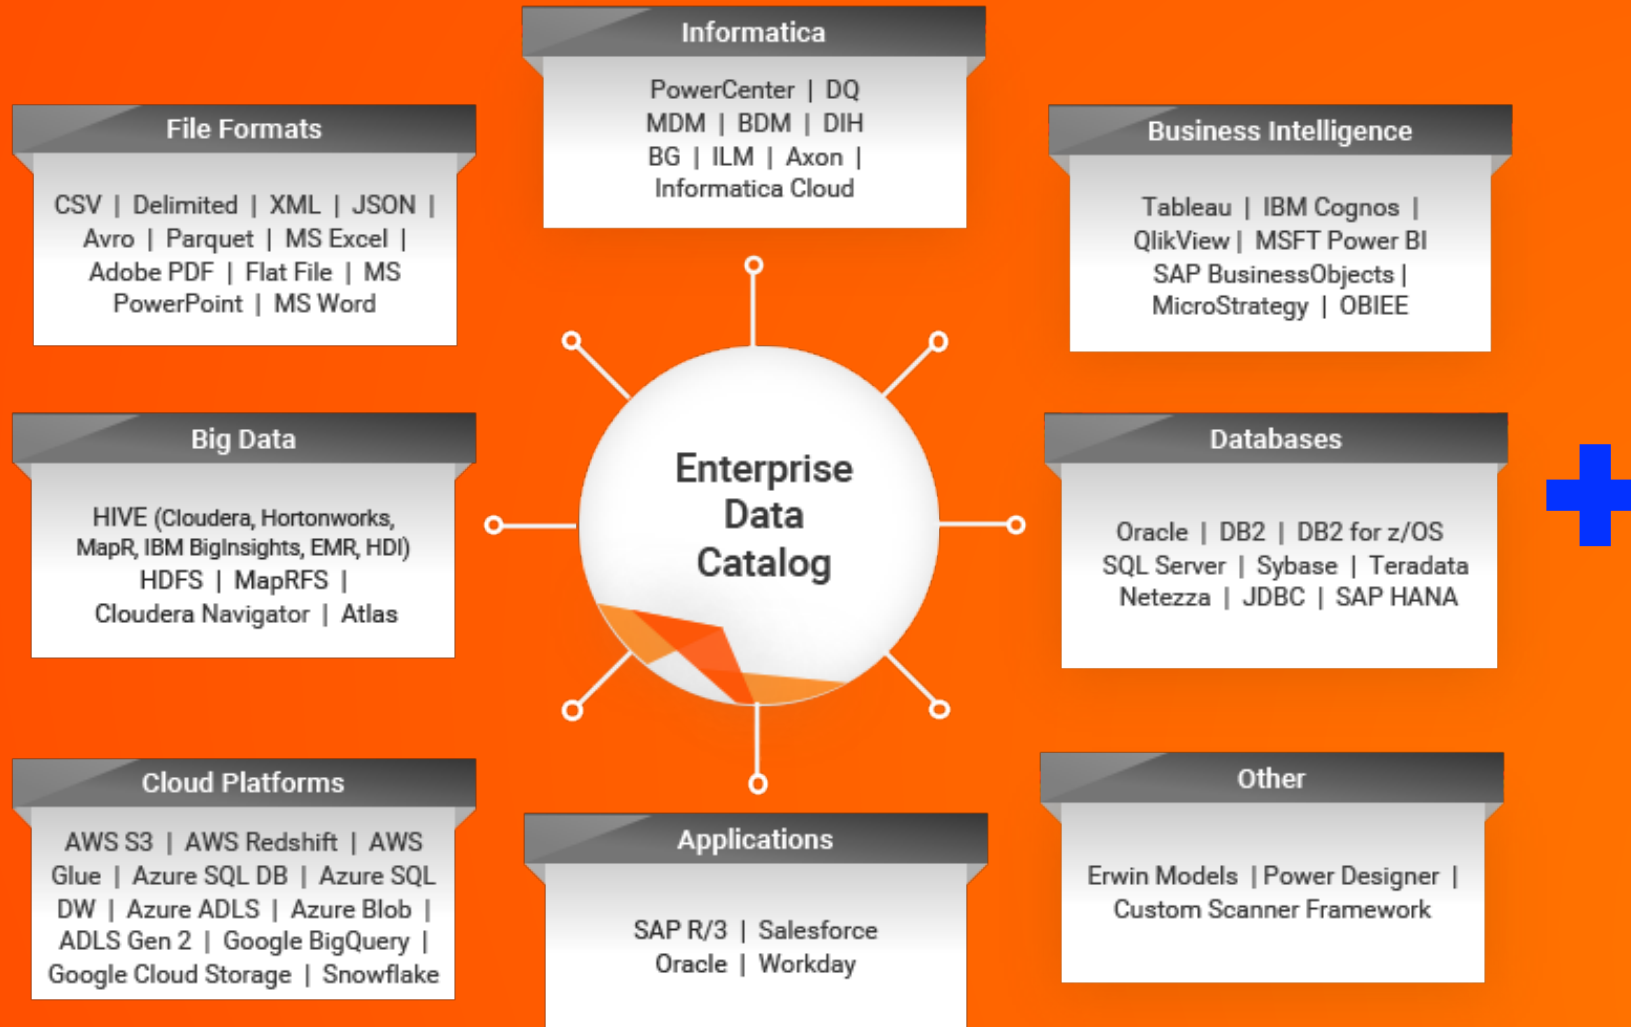 Informatica
PowerCenter | DQ
MDM | BDM | DIH
BG | ILM | Axon |
Informatica Cloud
File Formats
CSV | Delimited | XML | JSON |
Avro | Parquet | MS Excel |
Adobe PDF | Flat File | MS
PowerPoint | MS Word
Business Intelligence
Tableau | IBM Cognos |
QlikView | MSFT Power BI
SAP BusinessObjects |
MicroStrategy | OBIEE
Big Data
HIVE (Cloudera, Hortonworks,
MapR, IBM BigInsights, EMR, HDI)
HDFS | MapRFS |
Cloudera Navigator | Atlas
Enterprise
Data
Catalog
Databases
Oracle | DB2 | DB2 for z/OS
SQL Server | Sybase | Teradata
Netezza | JDBC | SAP HANA
Cloud Platforms
AWS S3 | AWS Redshift | AWS
Glue | Azure SQL DB | Azure SQL
DW | Azure ADLS | Azure Blob |
ADLS Gen 2 | Google BigQuery |
Google Cloud Storage | Snowflake
Applications
SAP R/3 | Salesforce
Oracle | Workday
Other
Erwin Models | Power Designer |
Custom Scanner Framework